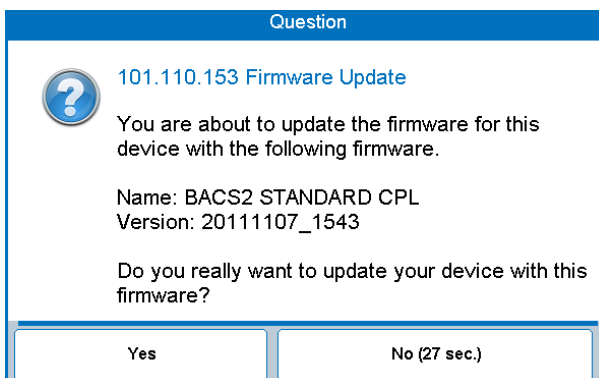 Question
101.110.153 Firmware Update
You are about to update the firmware for this
device with the following firmware.
Name: BACS2 STANDARD CPL
Version: 20111107_1543
Do you really want to update your device with this
firmware?
Yes
No (27 sec.)